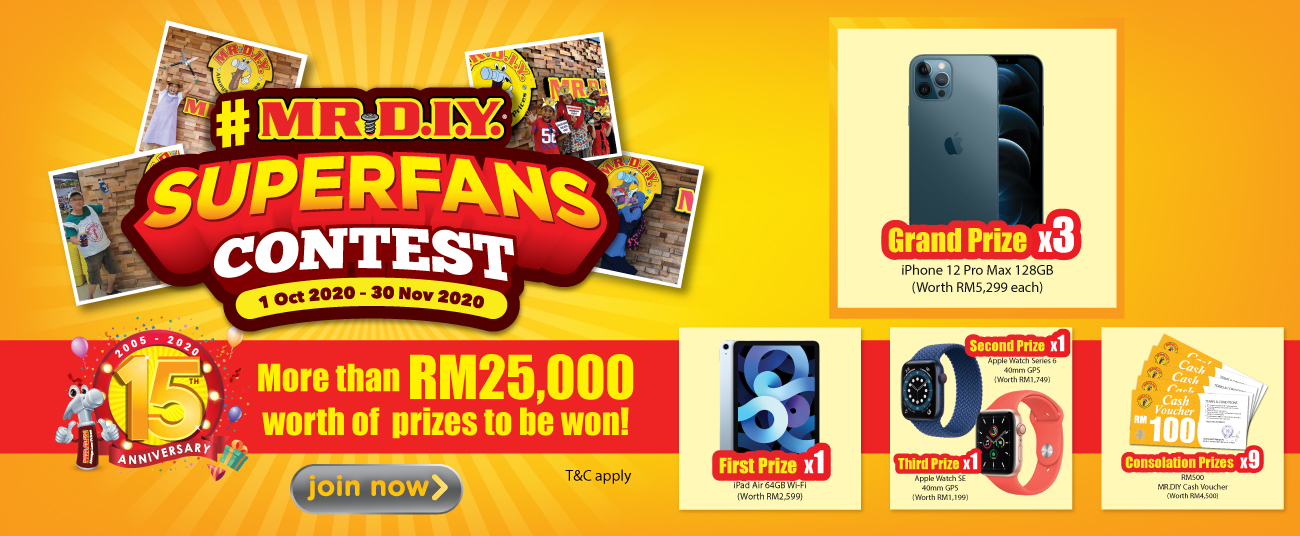 MR.D.I.Y.
MR.D.I.Y.
# MR.D.I.Y.®
SUPERFANS
CONTEST
1 Oct 2020 - 30 Nov 2020
2005 - 2020
15TH
ANNIVERSARY
More than RM25,000
worth of prizes to be won!
join now
T&C apply
Grand Prize x3
iPhone 12 Pro Max 128GB
(Worth RM5,299 each)
First Prize x1
iPad Air 64GB Wi-Fi
(Worth RM2,599)
Second Prize x1
Apple Watch Series 6
40mm GPS
(Worth RM1,749)
Third Prize x1
Apple Watch SE
40mm GPS
(Worth RM1,199)
Cash
Cash
Cash
Cash
Voucher
RM 100
TERMS & CONDITIONS
Consolation Prizes x9
RM500
MR.DIY Cash Voucher
(Worth RM4,500)